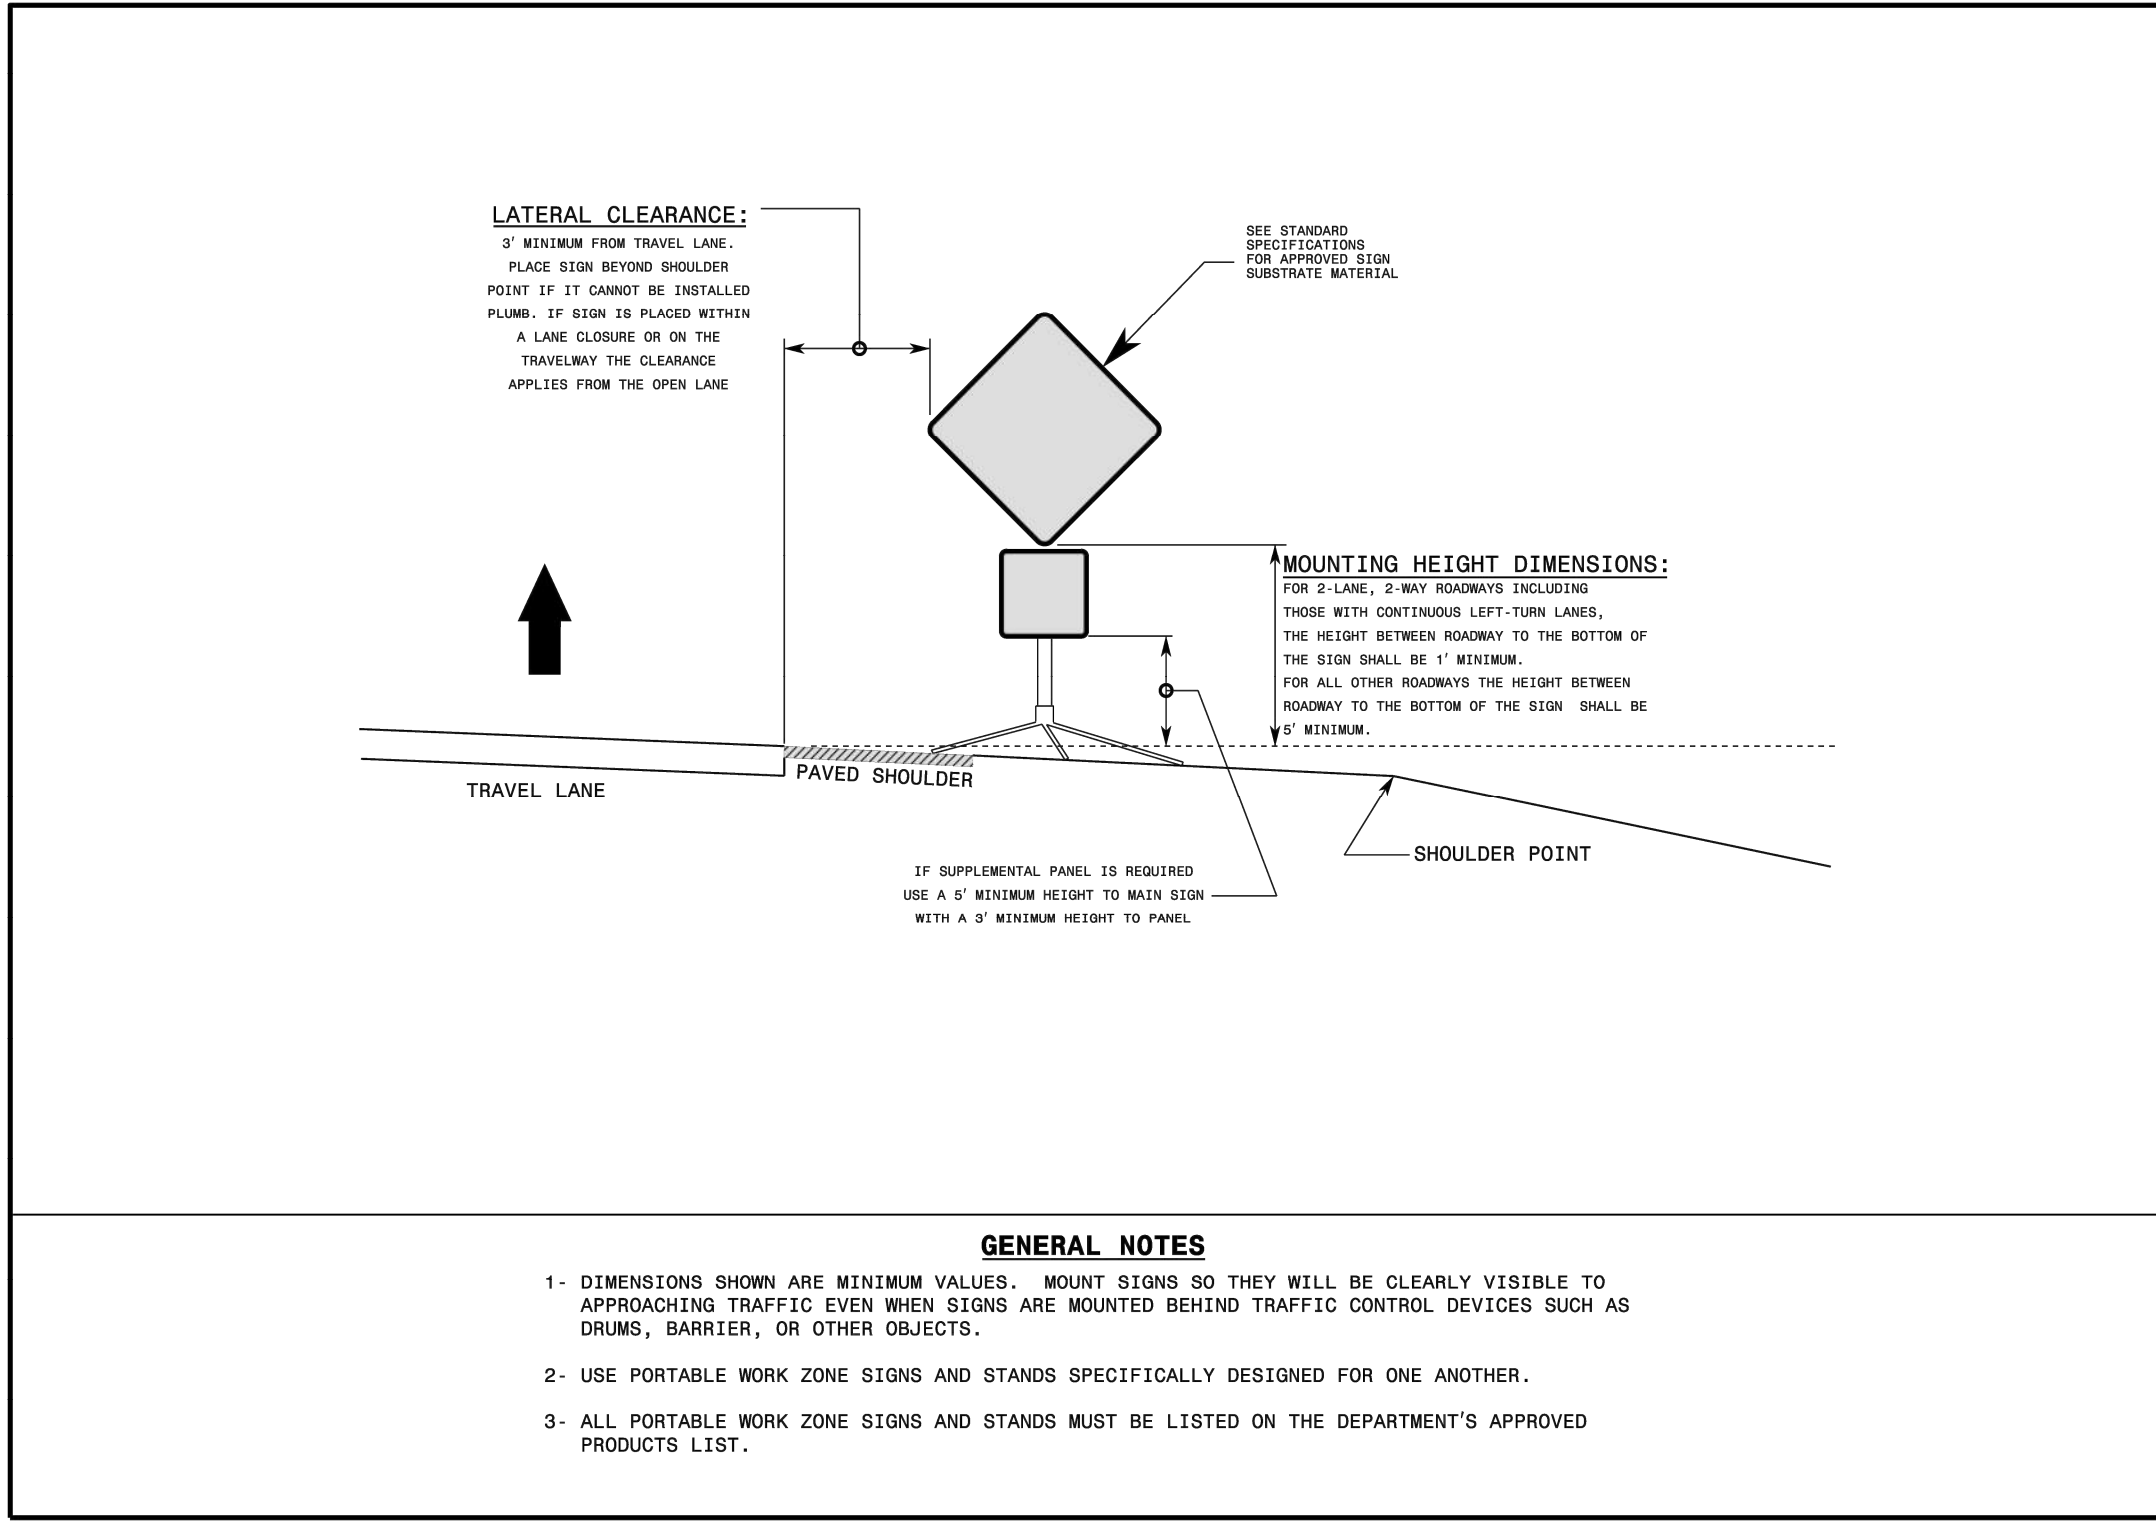 LATERAL CLEARANCE:
3' MINIMUM FROM TRAVEL LANE.
PLACE SIGN BEYOND SHOULDER
POINT IF IT CANNOT BE INSTALLED
PLUMB. IF SIGN IS PLACED WITHIN
A LANE CLOSURE OR ON THE
TRAVELWAY THE CLEARANCE
APPLIES FROM THE OPEN LANE
SEE STANDARD
SPECIFICATIONS
FOR APPROVED SIGN
SUBSTRATE MATERIAL
MOUNTING HEIGHT DIMENSIONS:
FOR 2-LANE, 2-WAY ROADWAYS INCLUDING
THOSE WITH CONTINUOUS LEFT-TURN LANES,
THE HEIGHT BETWEEN ROADWAY TO THE BOTTOM OF
THE SIGN SHALL BE 1' MINIMUM.
FOR ALL OTHER ROADWAYS THE HEIGHT BETWEEN
ROADWAY TO THE BOTTOM OF THE SIGN SHALL BE
5' MINIMUM.
TRAVEL LANE
PAVED SHOULDER
SHOULDER POINT
IF SUPPLEMENTAL PANEL IS REQUIRED
USE A 5' MINIMUM HEIGHT TO MAIN SIGN
WITH A 3' MINIMUM HEIGHT TO PANEL
GENERAL NOTES
1- DIMENSIONS SHOWN ARE MINIMUM VALUES. MOUNT SIGNS SO THEY WILL BE CLEARLY VISIBLE TO
APPROACHING TRAFFIC EVEN WHEN SIGNS ARE MOUNTED BEHIND TRAFFIC CONTROL DEVICES SUCH AS
DRUMS, BARRIER, OR OTHER OBJECTS.
2- USE PORTABLE WORK ZONE SIGNS AND STANDS SPECIFICALLY DESIGNED FOR ONE ANOTHER.
3- ALL PORTABLE WORK ZONE SIGNS AND STANDS MUST BE LISTED ON THE DEPARTMENT'S APPROVED
PRODUCTS LIST.